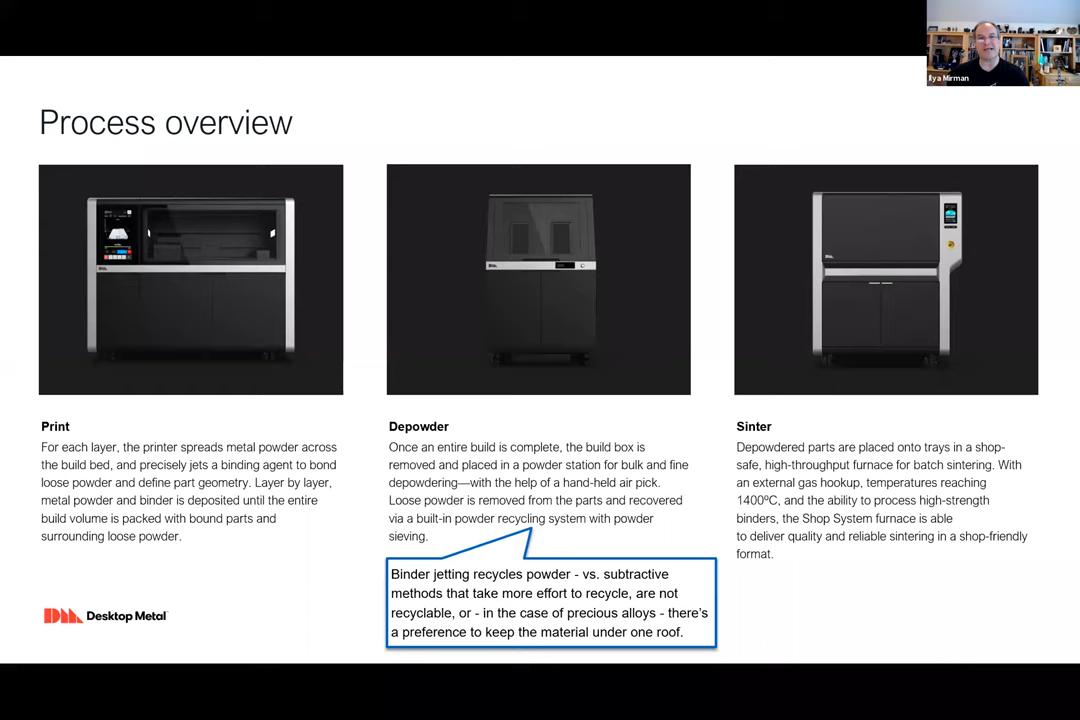 Ilya Mirman
Process overview
Print
For each layer, the printer spreads metal powder across
the build bed, and precisely jets a binding agent to bond
loose powder and define part geometry. Layer by layer,
metal powder and binder is deposited until the entire
build volume is packed with bound parts and
surrounding loose powder.
Depowder
Once an entire build is complete, the build box is
removed and placed in a powder station for bulk and fine
depowdering—with the help of a hand-held air pick.
Loose powder is removed from the parts and recovered
via a built-in powder recycling system with powder
sieving.
Binder jetting recycles powder - vs. subtractive
methods that take more effort to recycle, are not
recyclable, or - in the case of precious alloys - there's
a preference to keep the material under one roof.
Sinter
Depowdered parts are placed onto trays in a shop-
safe, high-throughput furnace for batch sintering. With
an external gas hookup, temperatures reaching
1400ºC, and the ability to process high-strength
binders, the Shop System furnace is able
to deliver quality and reliable sintering in a shop-friendly
format.
Desktop Metal